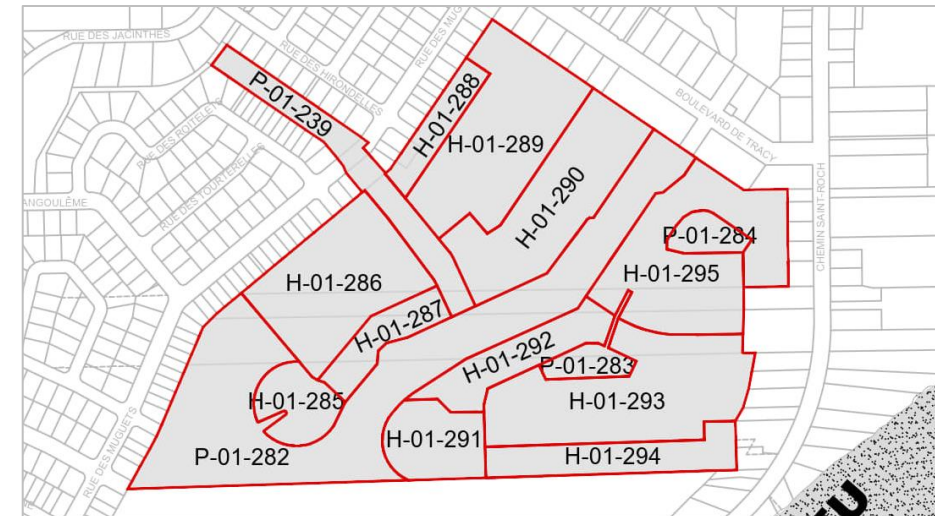 RUE DES JACINTHES
RUE DES HIRONDELLES
RUE DES MUG
P-01-239
H-01-288
BOULEVARD DE TRACY
RUE DES ROITELETS
H-01-289
RUE DES TOURTERELLES
CHEMIN SAINT-ROCH
ANGOULÊME
H-01-290
P-01-284
H-01-286
H-01-295
H-01-287
H-01-292
P-01-283
H-01-285
H-01-293
RUE DES MUGUETS
H-01-291
P-01-282
H-01-294
EU